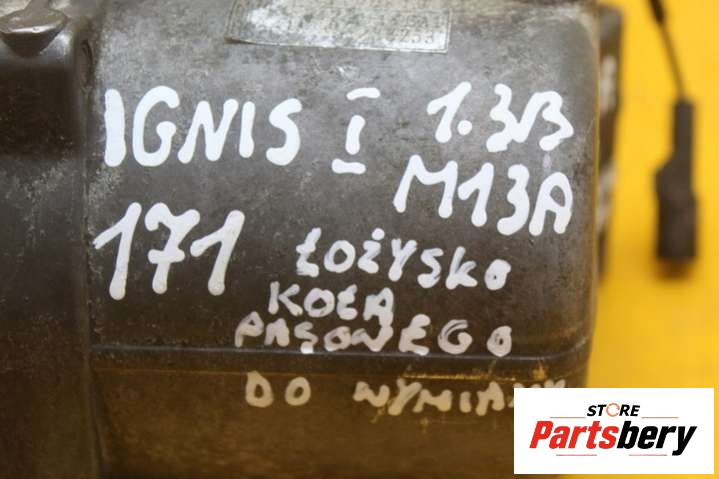 IGNIS I 1.3B
M13A
171 ŁOŻYSKO
KOŁA
PASOWEGO
DO WYMIANY
STORE
Partsbery